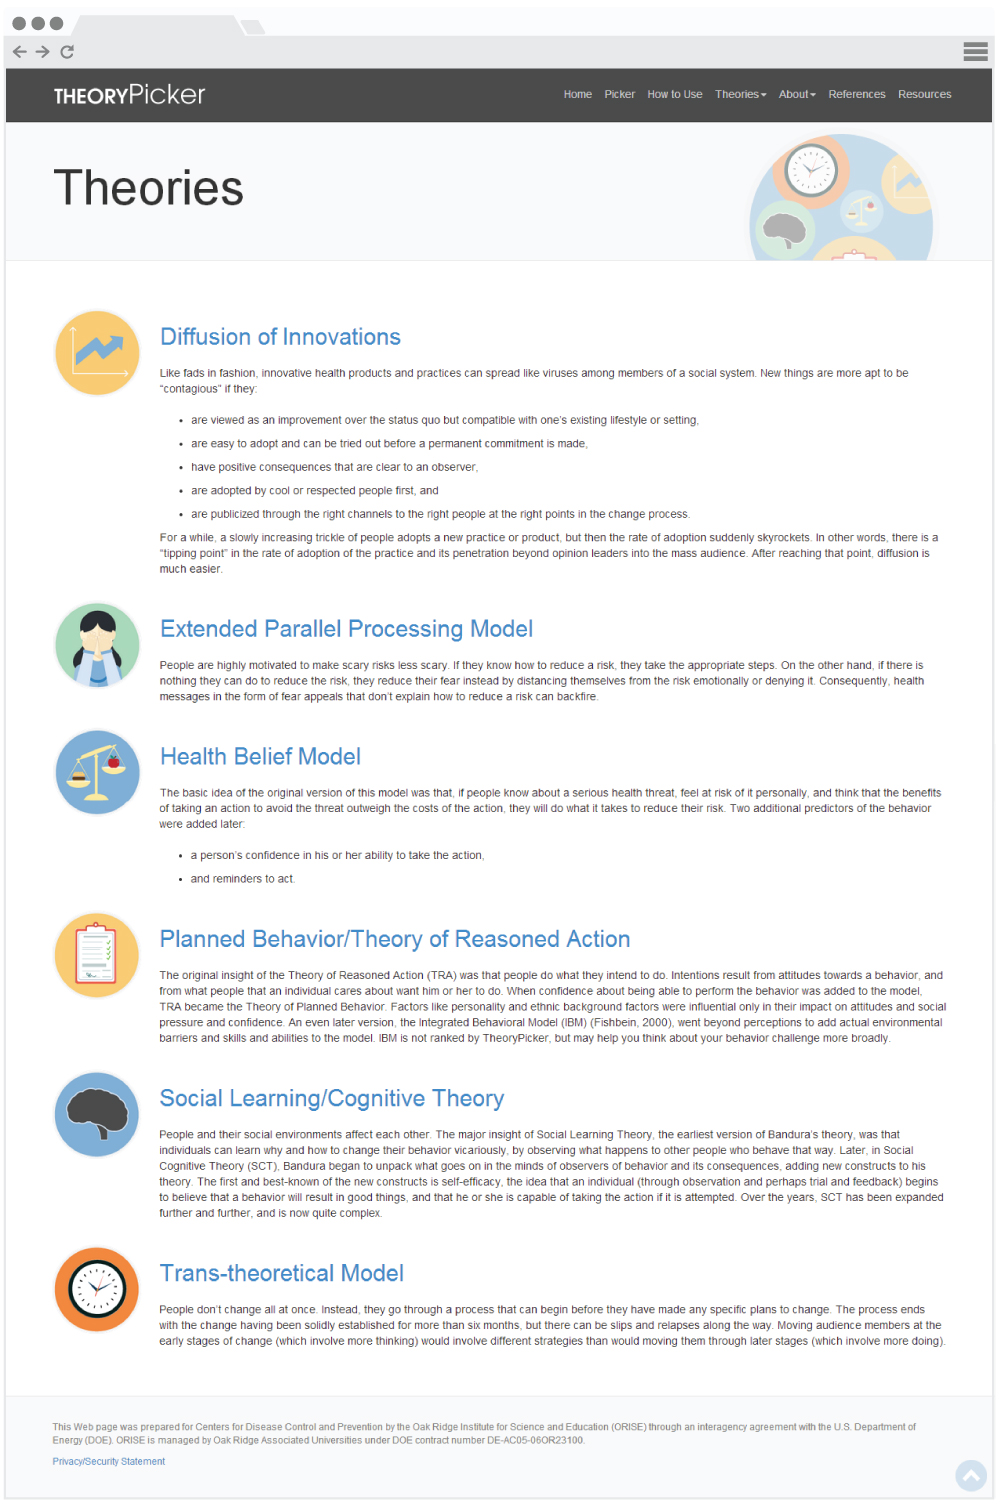 THEORYPicker
Home Picker How to Use Theories About References Resources
Theories
Diffusion of Innovations
Like fads in fashion, innovative health products and practices can spread like viruses among members of a social system. New things are more apt to be
“contagious” if they:
• are viewed as an improvement over the status quo but compatible with one’s existing lifestyle or setting,
• are easy to adopt and can be tried out before a permanent commitment is made,
• have positive consequences that are clear to an observer,
• are adopted by cool or respected people first, and
• are publicized through the right channels to the right people at the right points in the change process.
For a while, a slowly increasing trickle of people adopts a new practice or product, but then the rate of adoption suddenly skyrockets. In other words, there is a
“tipping point” in the rate of adoption of the practice and its penetration beyond opinion leaders into the mass audience. After reaching that point, diffusion is
much easier.
Extended Parallel Processing Model
People are highly motivated to make scary risks less scary. If they know how to reduce a risk, they take the appropriate steps. On the other hand, if there is
nothing they can do to reduce the risk, they reduce their fear instead by distancing themselves from the risk emotionally or denying it. Consequently, health
messages in the form of fear appeals that don’t explain how to reduce a risk can backfire.
Health Belief Model
The basic idea of the original version of this model was that, if people know about a serious health threat, feel at risk of it personally, and think that the benefits
of taking an action to avoid the threat outweigh the costs of the action, they will do what it takes to reduce their risk. Two additional predictors of the behavior
were added later:
• a person’s confidence in his or her ability to take the action,
• and reminders to act.
Planned Behavior/Theory of Reasoned Action
The original insight of the Theory of Reasoned Action (TRA) was that people do what they intend to do. Intentions result from attitudes towards a behavior, and
from what people that an individual cares about want him or her to do. When confidence about being able to perform the behavior was added to the model,
TRA became the Theory of Planned Behavior. Factors like personality and ethnic background factors were influential only in their impact on attitudes and social
pressure and confidence. An even later version, the Integrated Behavioral Model (IBM) (Fishbein, 2000), went beyond perceptions to add actual environmental
barriers and skills and abilities to the model. IBM is not ranked by TheoryPicker, but may help you think about your behavior challenge more broadly.
Social Learning/Cognitive Theory
People and their social environments affect each other. The major insight of Social Learning Theory, the earliest version of Bandura’s theory, was that
individuals can learn why and how to change their behavior vicariously, by observing what happens to other people who behave that way. Later, in Social
Cognitive Theory (SCT), Bandura began to unpack what goes on in the minds of observers of behavior and its consequences, adding new constructs to his
theory. The first and best-known of the new constructs is self-efficacy, the idea that an individual (through observation and perhaps trial and feedback) begins
to believe that a behavior will result in good things, and that he or she is capable of taking the action if it is attempted. Over the years, SCT has been expanded
further and further, and is now quite complex.
Trans-theoretical Model
People don’t change all at once. Instead, they go through a process that can begin before they have made any specific plans to change. The process ends
with the change having been solidly established for more than six months, but there can be slips and relapses along the way. Moving audience members at the
early stages of change (which involve more thinking) would involve different strategies than would moving them through later stages (which involve more doing).
This Web page was prepared for Centers for Disease Control and Prevention by the Oak Ridge Institute for Science and Education (ORISE) through an interagency agreement with the U.S. Department of
Energy (DOE). ORISE is managed by Oak Ridge Associated Universities under DOE contract number DE-AC05-06OR23100.
Privacy/Security Statement